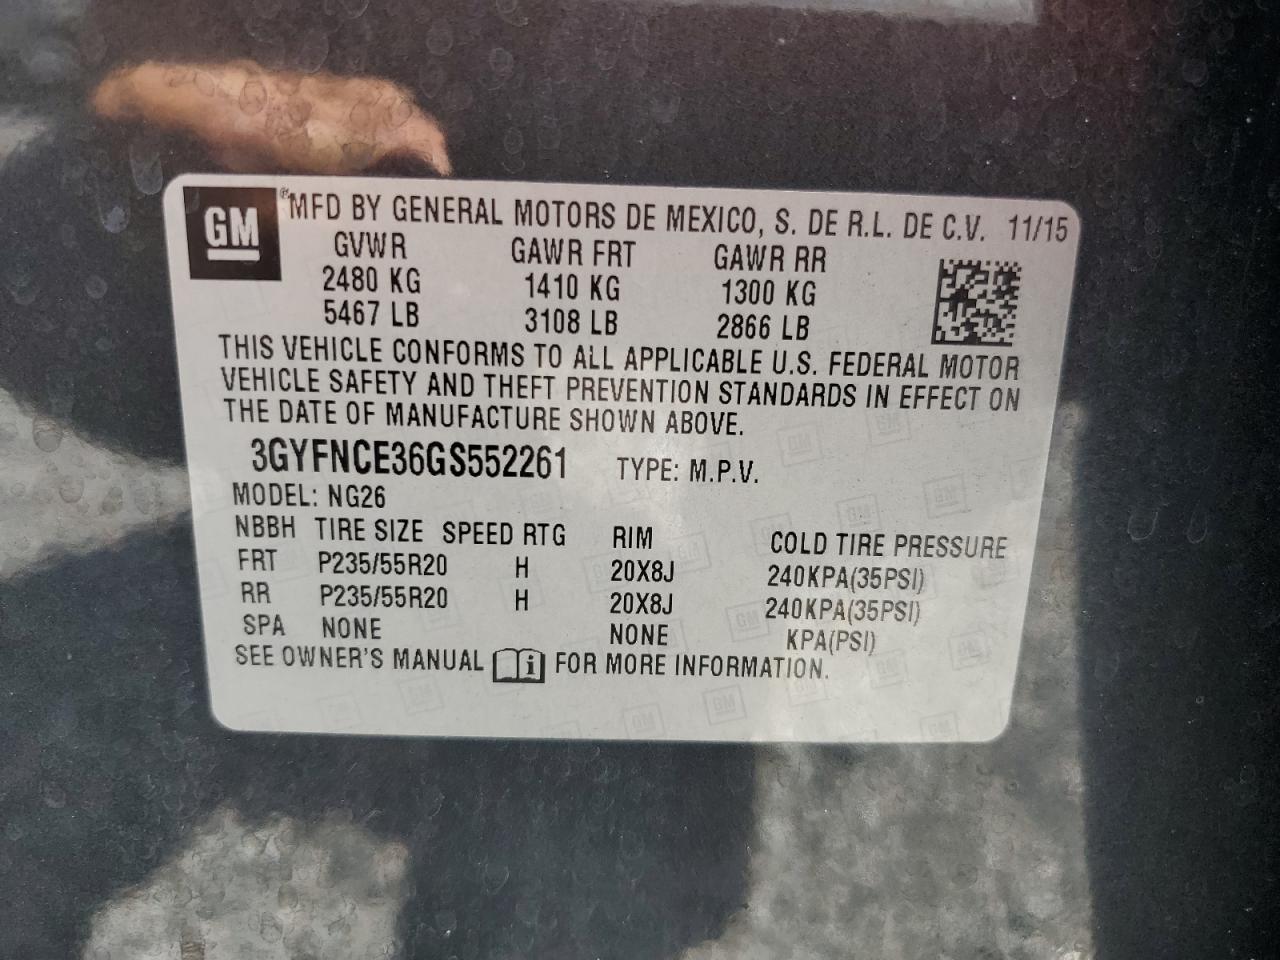 GM ® MFD BY GENERAL MOTORS DE MEXICO, S. DE R.L. DE C.V. 11/15
GVWR GAWR FRT GAWR RR
2480 KG 1410 KG 1300 KG
5467 LB 3108 LB 2866 LB
THIS VEHICLE CONFORMS TO ALL APPLICABLE U.S. FEDERAL MOTOR
VEHICLE SAFETY AND THEFT PREVENTION STANDARDS IN EFFECT ON
THE DATE OF MANUFACTURE SHOWN ABOVE.
3GYFNCE36GS552261 TYPE: M.P.V.
MODEL: NG26
NBBH TIRE SIZE SPEED RTG RIM COLD TIRE PRESSURE
FRT P235/55R20 H 20X8J 240KPA(35PSI)
RR P235/55R20 H 20X8J 240KPA(35PSI)
SPA NONE NONE KPA(PSI)
SEE OWNER'S MANUAL i FOR MORE INFORMATION.